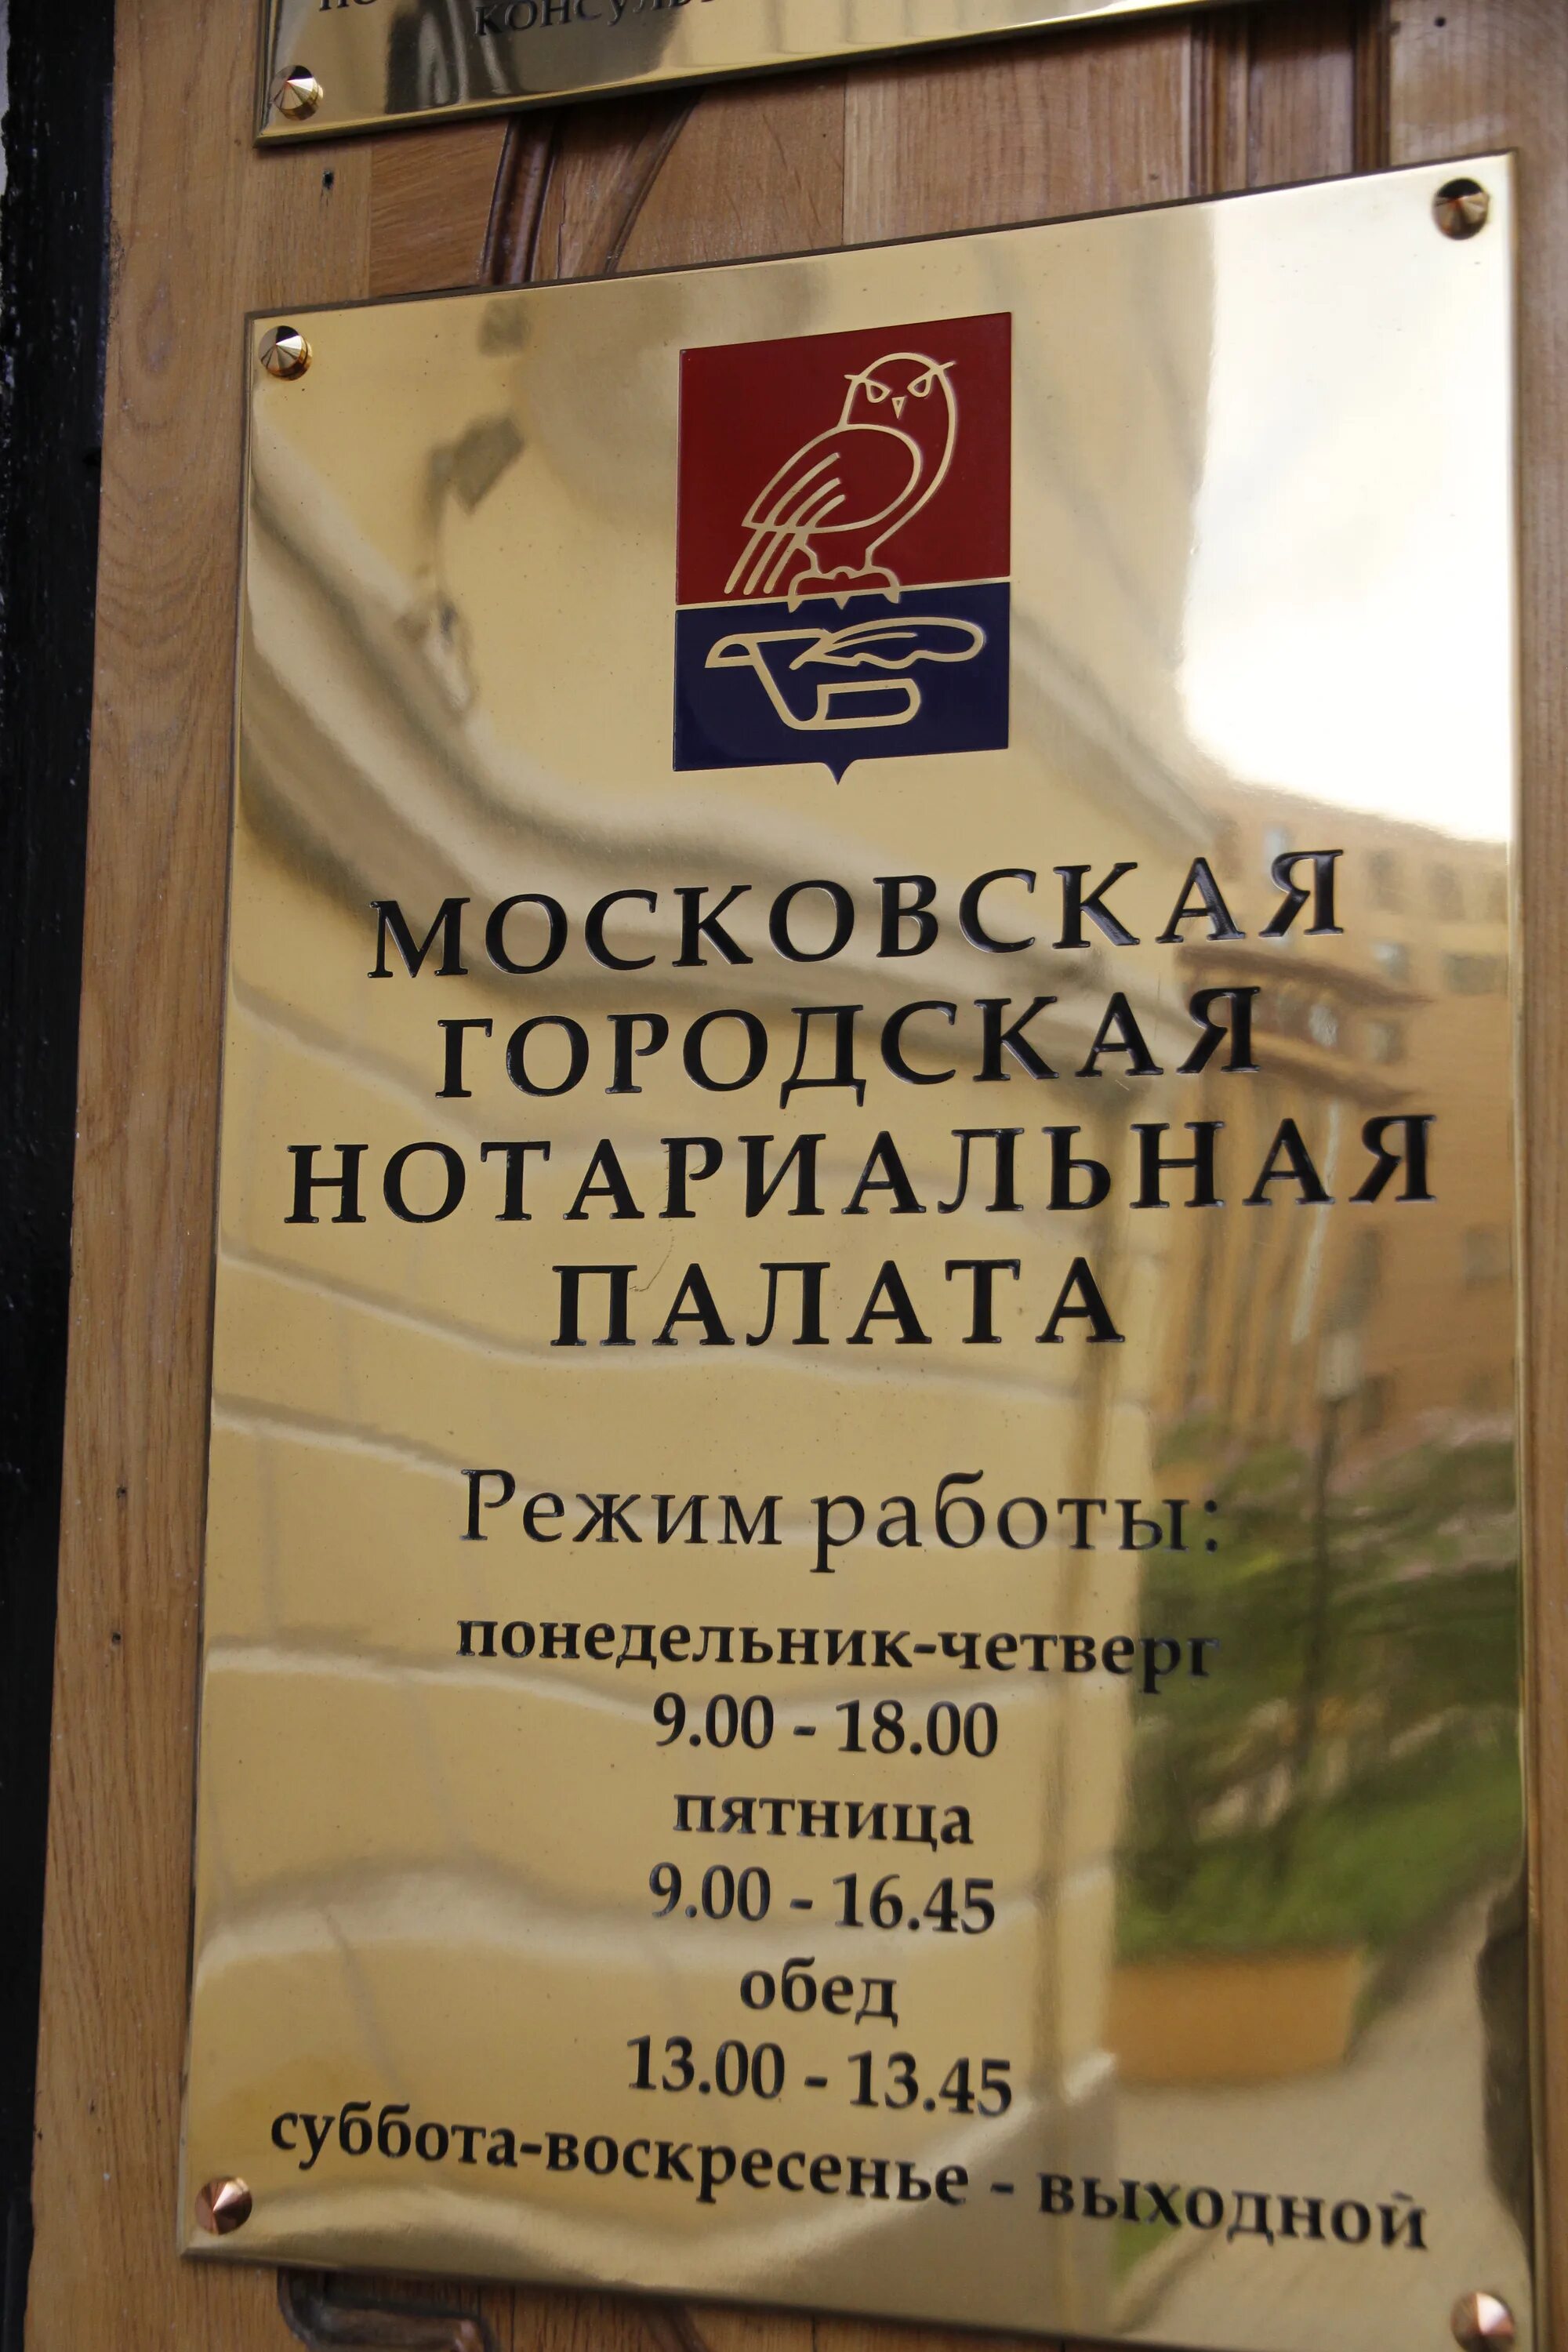 МОСКОВСКАЯ
ГОРОДСКАЯ
НОТАРИАЛЬНАЯ
ПАЛАТА
Режим работы:
понедельник-четверг
9.00 - 18.00
пятница
9.00 - 16.45
обед
13.00 - 13.45
суббота-воскресенье - выходной